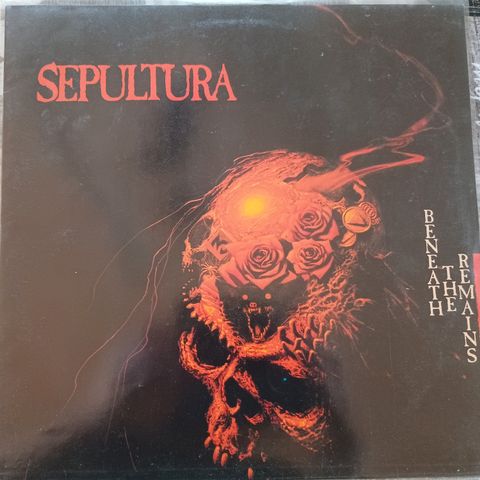 SEPULTURA
BENEATH
THE
REMAINS